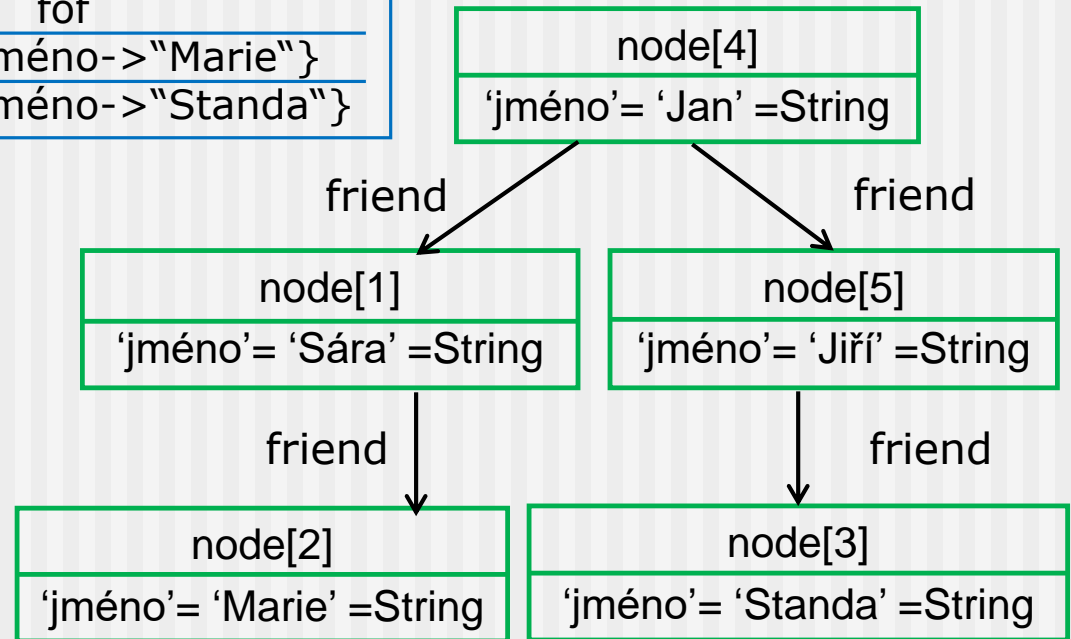 fof
méno->“Marie“}
méno->“Standa“}
node[4]
‘jméno’= ‘Jan’ =String
friend
friend
node[1]
‘jméno’= ‘Sára’ =String
node[5]
‘jméno’= ‘Jiří’ =String
friend
friend
node[2]
‘jméno’= ‘Marie’ =String
node[3]
‘jméno’= ‘Standa’ =String